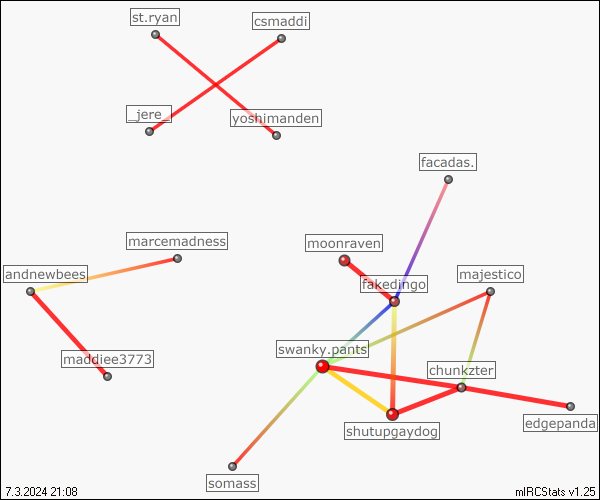 st.ryan
csmaddi
_jere_
yoshimanden
facadas.
marcemadness
moonraven
andnewbees
fakedingo
majestico
swanky.pants
maddiee3773
chunkzter
shutupgaydog
edgepanda
somass
7.3.2024 21:08
mIRCStats v1.25